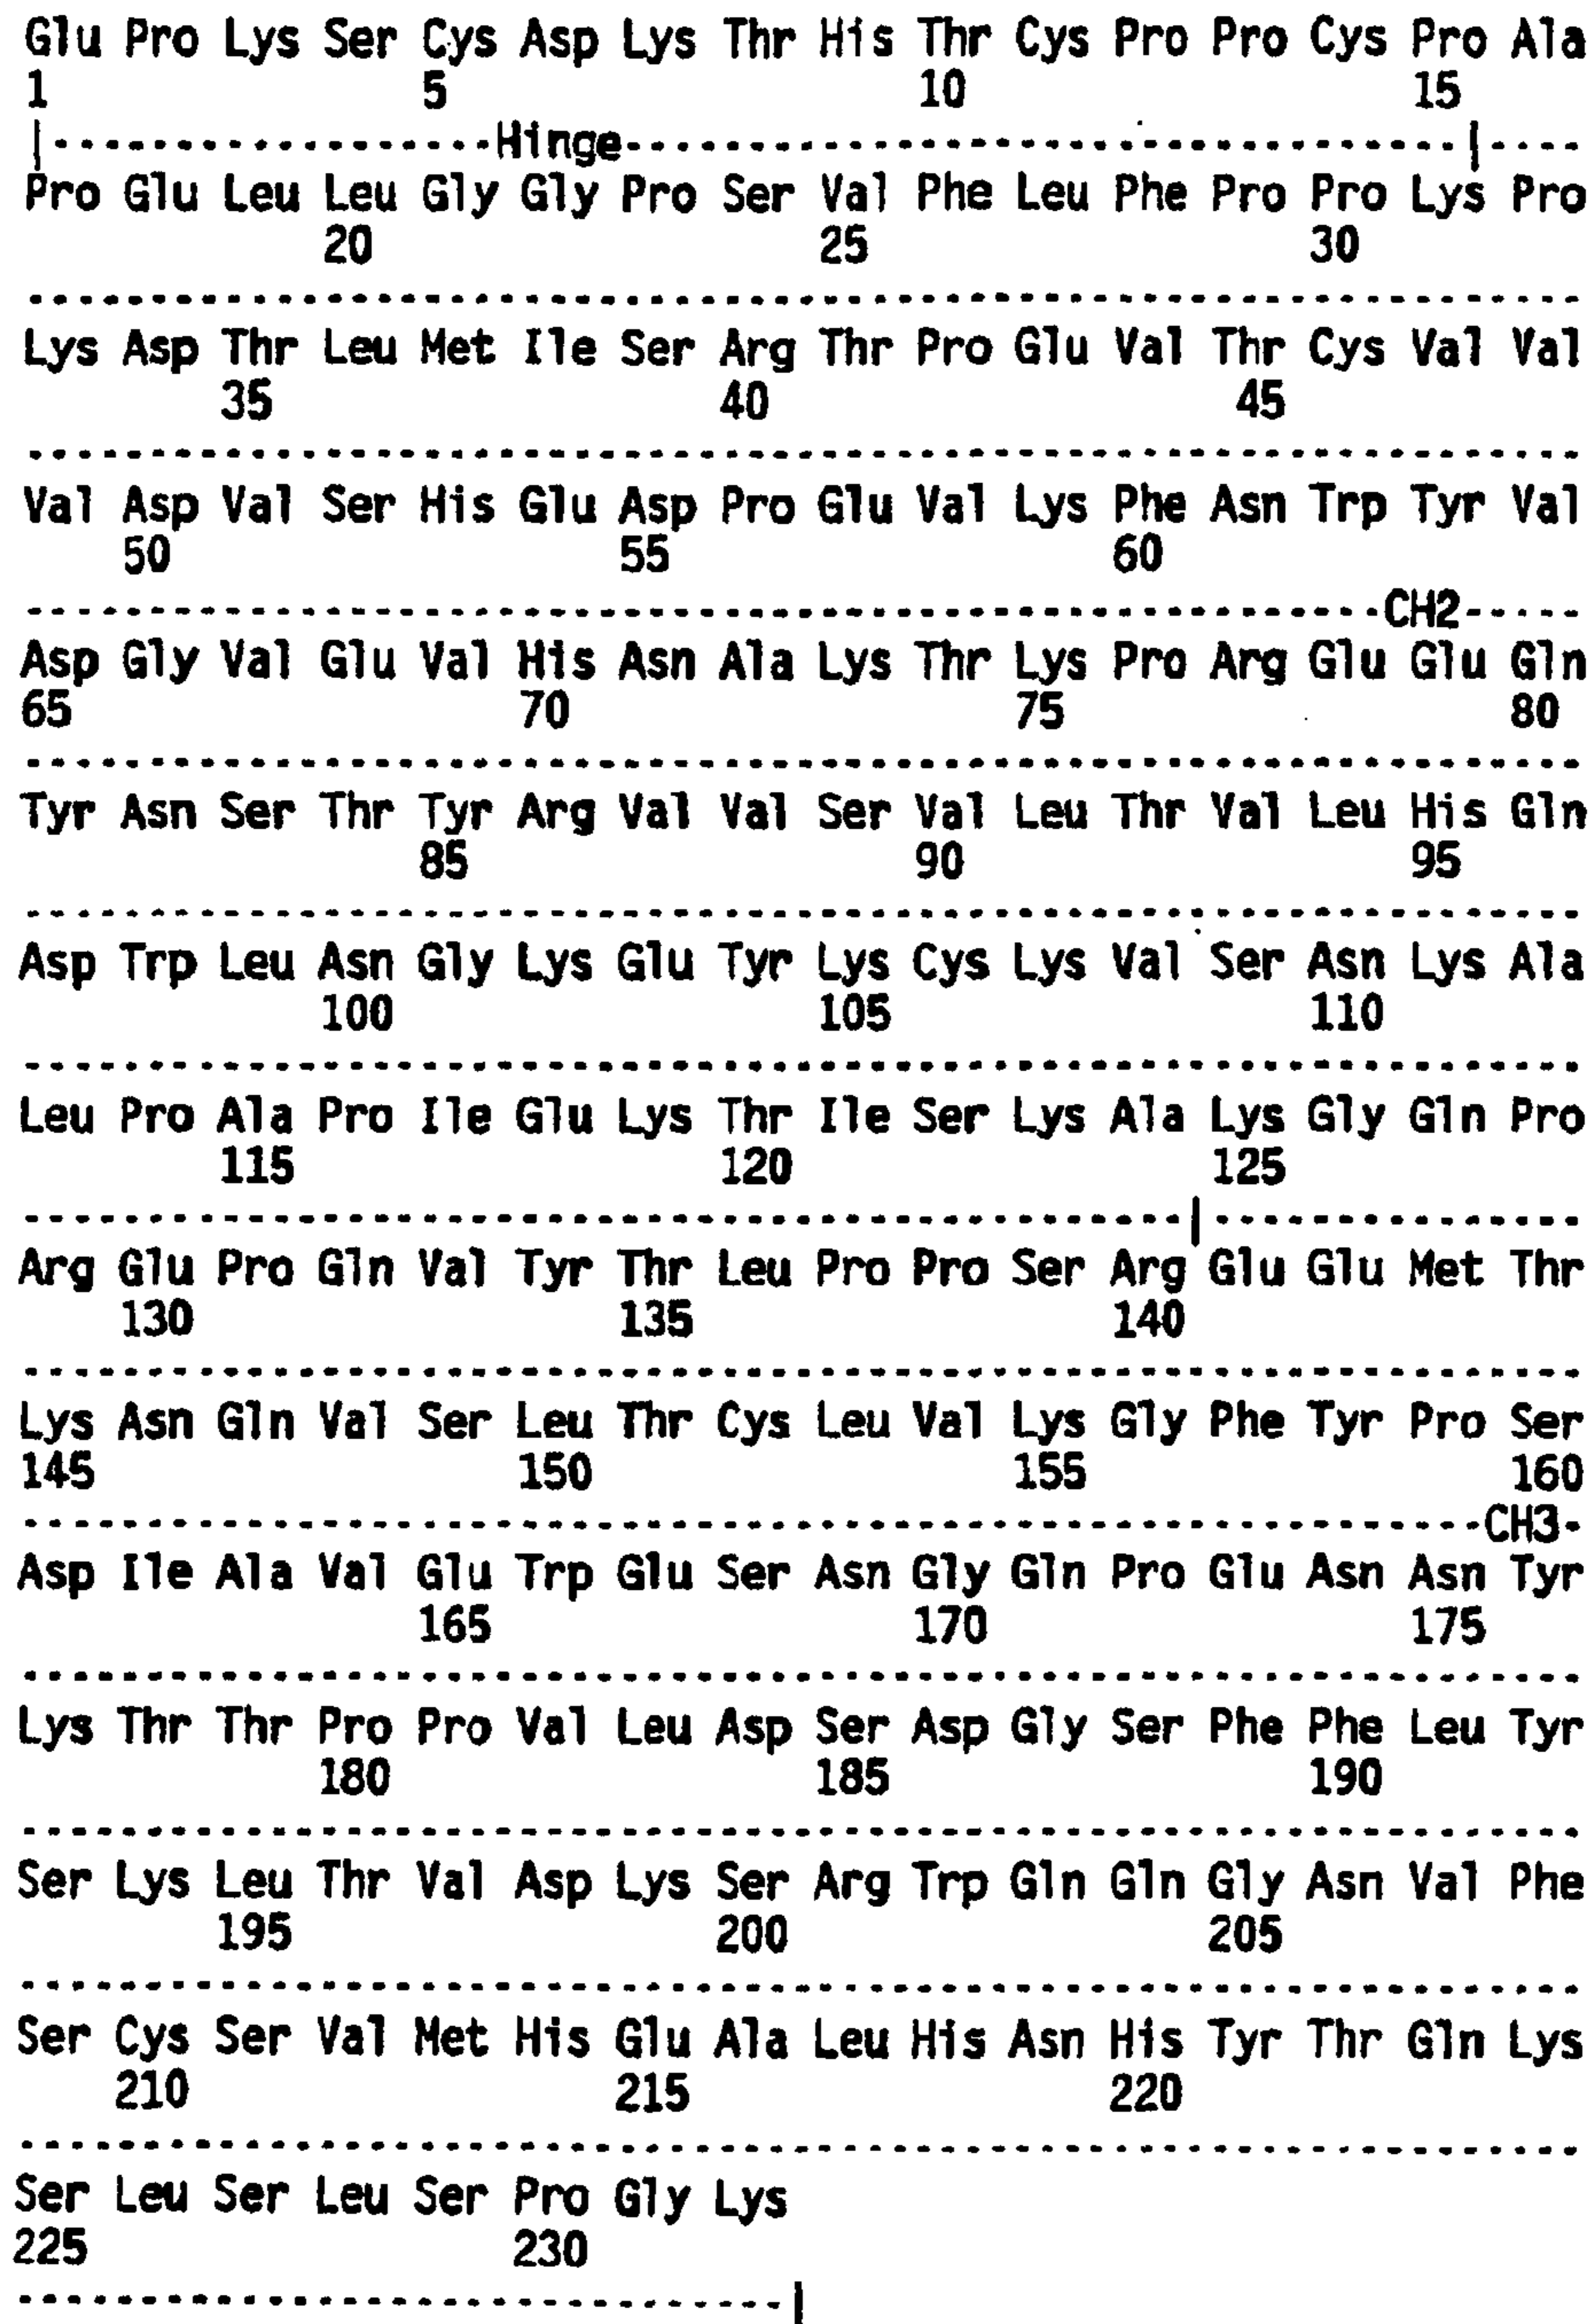 Glu Pro Lys Ser Cys Asp Lys Thr His Thr Cys Pro Pro Cys Pro Ala
1 5 10 15
|-----------------Hinge---------------------------------|----
Pro Glu Leu Leu Gly Gly Pro Ser Val Phe Leu Phe Pro Pro Lys Pro
20 25 30
Lys Asp Thr Leu Met Ile Ser Arg Thr Pro Glu Val Thr Cys Val Val
35 40 45
Val Asp Val Ser His Glu Asp Pro Glu Val Lys Phe Asn Trp Tyr Val
50 55 60
------------------------------------------------------CH2-----
Asp Gly Val Glu Val His Asn Ala Lys Thr Lys Pro Arg Glu Glu Gln
65 70 75 80
Tyr Asn Ser Thr Tyr Arg Val Val Ser Val Leu Thr Val Leu His Gln
85 90 95
Asp Trp Leu Asn Gly Lys Glu Tyr Lys Cys Lys Val Ser Asn Lys Ala
100 105 110
Leu Pro Ala Pro Ile Glu Lys Thr Ile Ser Lys Ala Lys Gly Gln Pro
115 120 125
Arg Glu Pro Gln Val Tyr Thr Leu Pro Pro Ser Arg Glu Glu Met Thr
130 135 140
Lys Asn Gln Val Ser Leu Thr Cys Leu Val Lys Gly Phe Tyr Pro Ser
145 150 155 160
----------------------------------------------------------CH3-
Asp Ile Ala Val Glu Trp Glu Ser Asn Gly Gln Pro Glu Asn Asn Tyr
165 170 175
Lys Thr Thr Pro Pro Val Leu Asp Ser Asp Gly Ser Phe Phe Leu Tyr
180 185 190
Ser Lys Leu Thr Val Asp Lys Ser Arg Trp Gln Gln Gly Asn Val Phe
195 200 205
Ser Cys Ser Val Met His Glu Ala Leu His Asn His Tyr Thr Gln Lys
210 215 220
Ser Leu Ser Leu Ser Pro Gly Lys
225 230